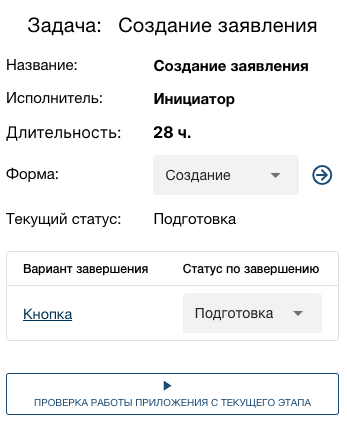 Задача: Создание заявления
Название: Создание заявления
Исполнитель: Инициатор
Длительность: 28 ч.
Форма: Создание
Текущий статус: Подготовка
Вариант завершения Статус по завершению
Кнопка Подготовка
ПРОВЕРКА РАБОТЫ ПРИЛОЖЕНИЯ С ТЕКУЩЕГО ЭТАПА